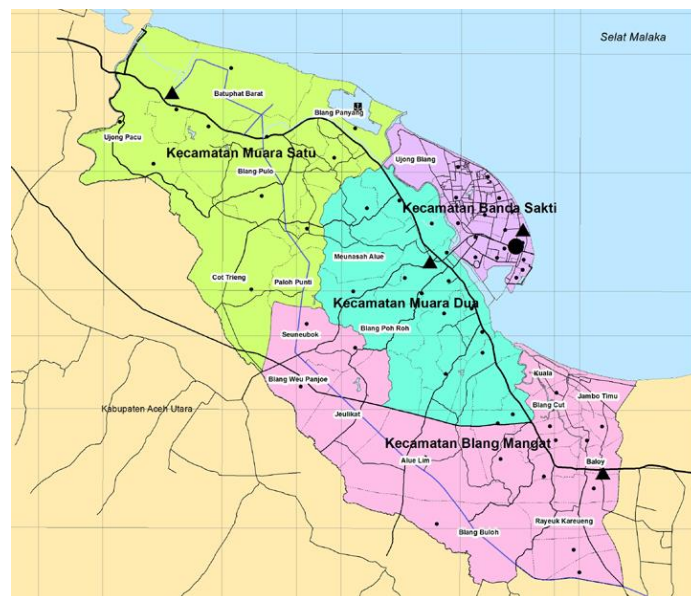 Selat Malaka
Batuphat Barat
Blang Panyang
Ujong Pacu
Kecamatan Muara Satu
Ujong Blang
Blang Pulo
Kecamatan Banda Sakti
Meunasah Alue
Cot Trieng
Paloh Punti
Kecamatan Muara Dua
Seuneubok
Blang Poh Roh
Kuala
Blang Weu Panjoe
Jambo Timu
Kabupaten Aceh Utara
Blang Cut
Jeulikat
Kecamatan Blang Mangat
Alue Lim
Baloy
Rayeuk Kareueng
Blang Buloh